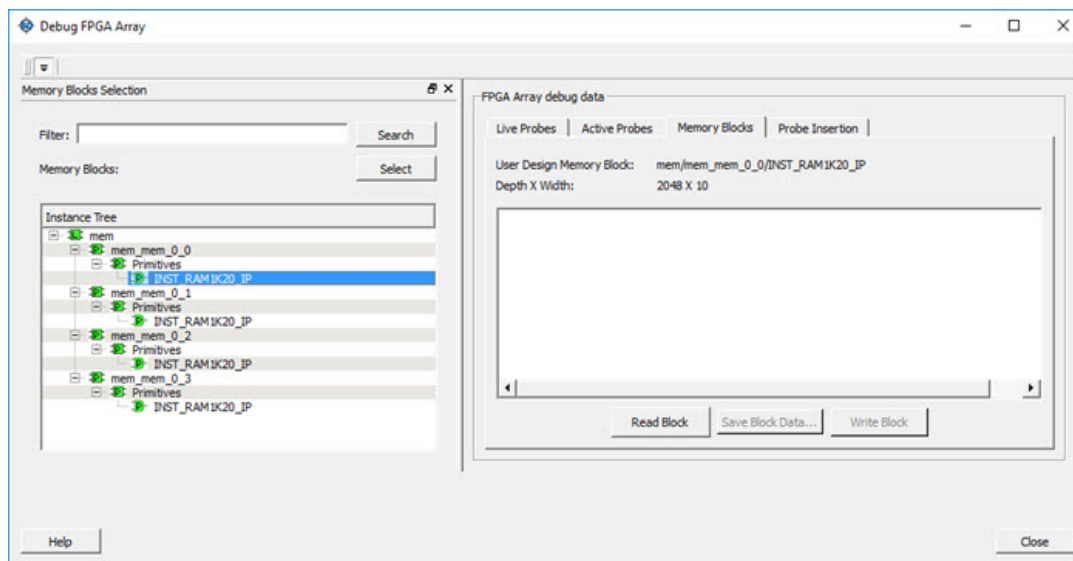 Debug FPGA Array
Memory Blocks Selection
Filter:
Search
Memory Blocks:
Select
Instance Tree
mem
mem_mem_0_0
Primitives
INST_RAM1K20_IP
mem_mem_0_1
Primitives
INST_RAM1K20_IP
mem_mem_0_2
Primitives
INST_RAM1K20_IP
mem_mem_0_3
Primitives
INST_RAM1K20_IP
FPGA Array debug data
Live Probes Active Probes Memory Blocks Probe Insertion
User Design Memory Block: mem/mem_mem_0_0/INST_RAM1K20_IP
Depth X Width: 2048 X 10
Read Block Save Block Data... Write Block
Help
Close